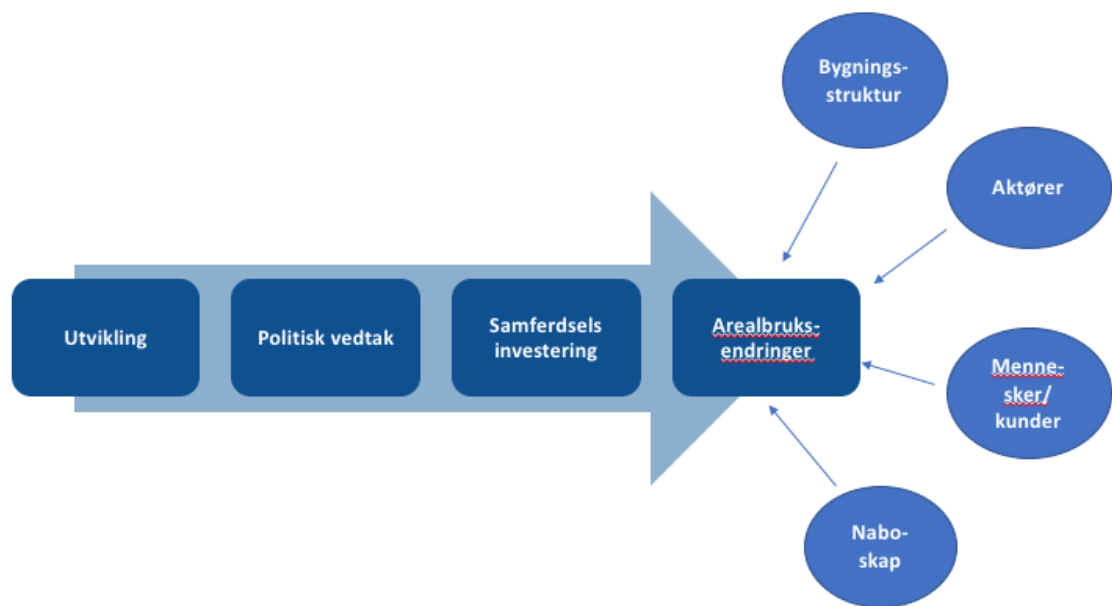 Utvikling
Politisk vedtak
Samferdsels
investering
Arealbruks-
endringer
Bygnings-
struktur
Aktører
Menne-
sker/
kunder
Nabo-
skap